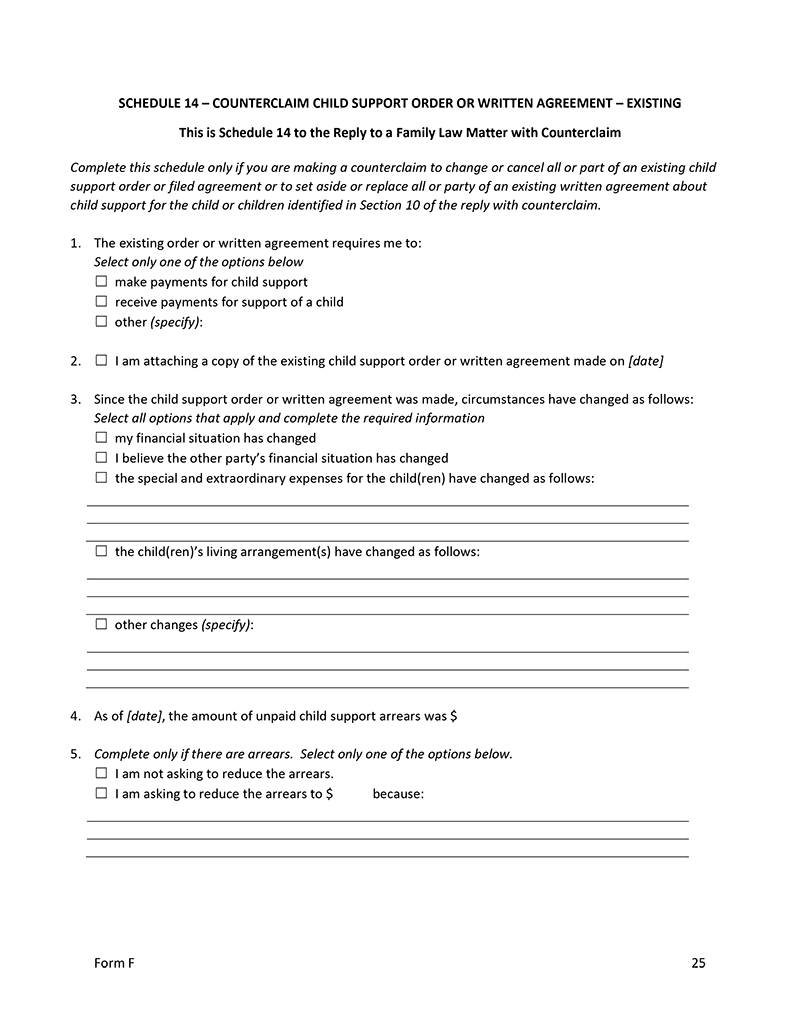 SCHEDULE 14 – COUNTERCLAIM CHILD SUPPORT ORDER OR WRITTEN AGREEMENT – EXISTING
This is Schedule 14 to the Reply to a Family Law Matter with Counterclaim
Complete this schedule only if you are making a counterclaim to change or cancel all or part of an existing child
support order or filed agreement or to set aside or replace all or party of an existing written agreement about
child support for the child or children identified in Section 10 of the reply with counterclaim.
1. The existing order or written agreement requires me to:
Select only one of the options below
☐ make payments for child support
☐ receive payments for support of a child
☐ other (specify):
2. ☐ I am attaching a copy of the existing child support order or written agreement made on [date]
3. Since the child support order or written agreement was made, circumstances have changed as follows:
Select all options that apply and complete the required information
☐ my financial situation has changed
☐ I believe the other party's financial situation has changed
☐ the special and extraordinary expenses for the child(ren) have changed as follows:
☐ the child(ren)'s living arrangement(s) have changed as follows:
☐ other changes (specify):
4. As of [date], the amount of unpaid child support arrears was $
5. Complete only if there are arrears. Select only one of the options below.
☐ I am not asking to reduce the arrears.
☐ I am asking to reduce the arrears to $ because:
Form F 25